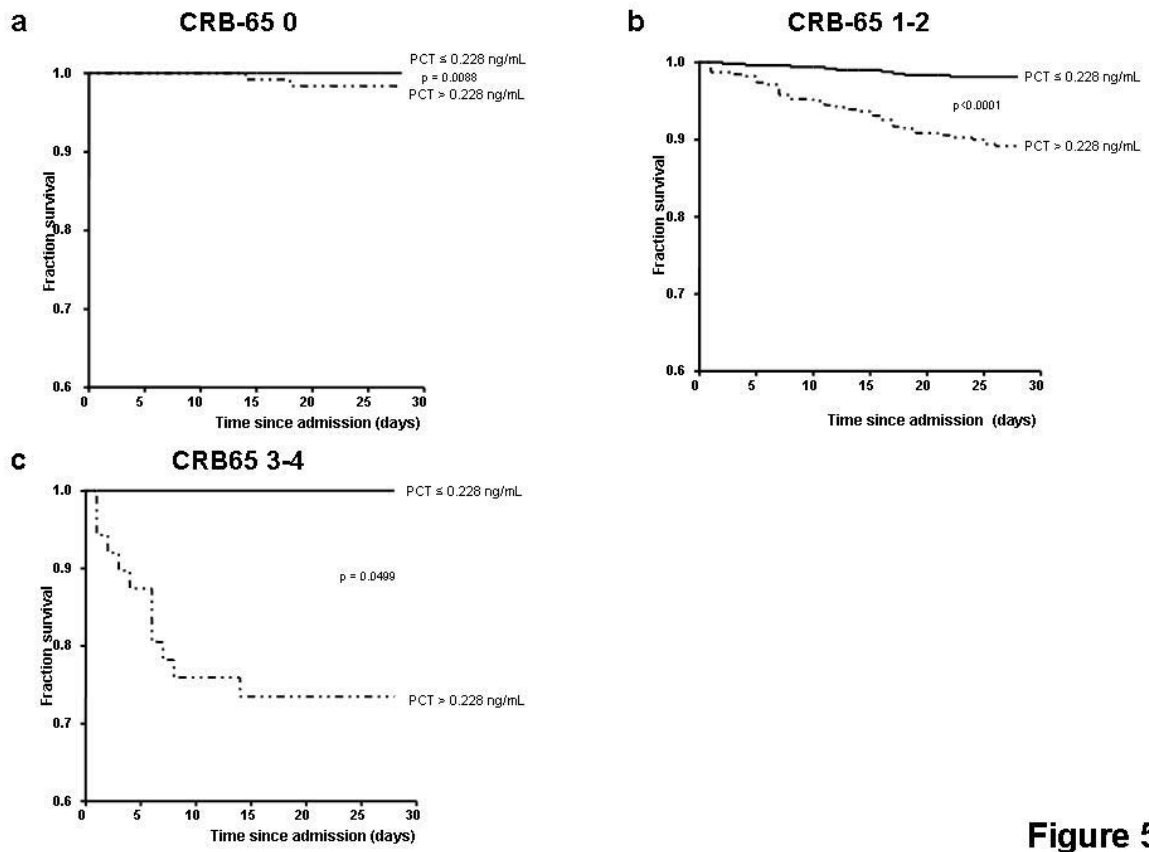 a
CRB-65 0
Fraction survival
1.0
0.9
0.8
0.7
0.6
PCT ≤ 0.228 ng/mL
p = 0.0088
PCT > 0.228 ng/mL
0 5 10 15 20 25 30
Time since admission (days)
b
CRB-65 1-2
Fraction survival
1.0
0.9
0.8
0.7
0.6
PCT ≤ 0.228 ng/mL
p<0.0001
PCT > 0.228 ng/mL
0 5 10 15 20 25 30
Time since admission (days)
c
CRB65 3-4
Fraction survival
1.0
0.9
0.8
0.7
0.6
PCT ≤ 0.228 ng/mL
p = 0.0499
PCT > 0.228 ng/mL
0 5 10 15 20 25 30
Time since admission (days)
Figure 5